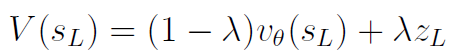 V(s_L) = (1 − λ)v_θ(s_L) + λz_L